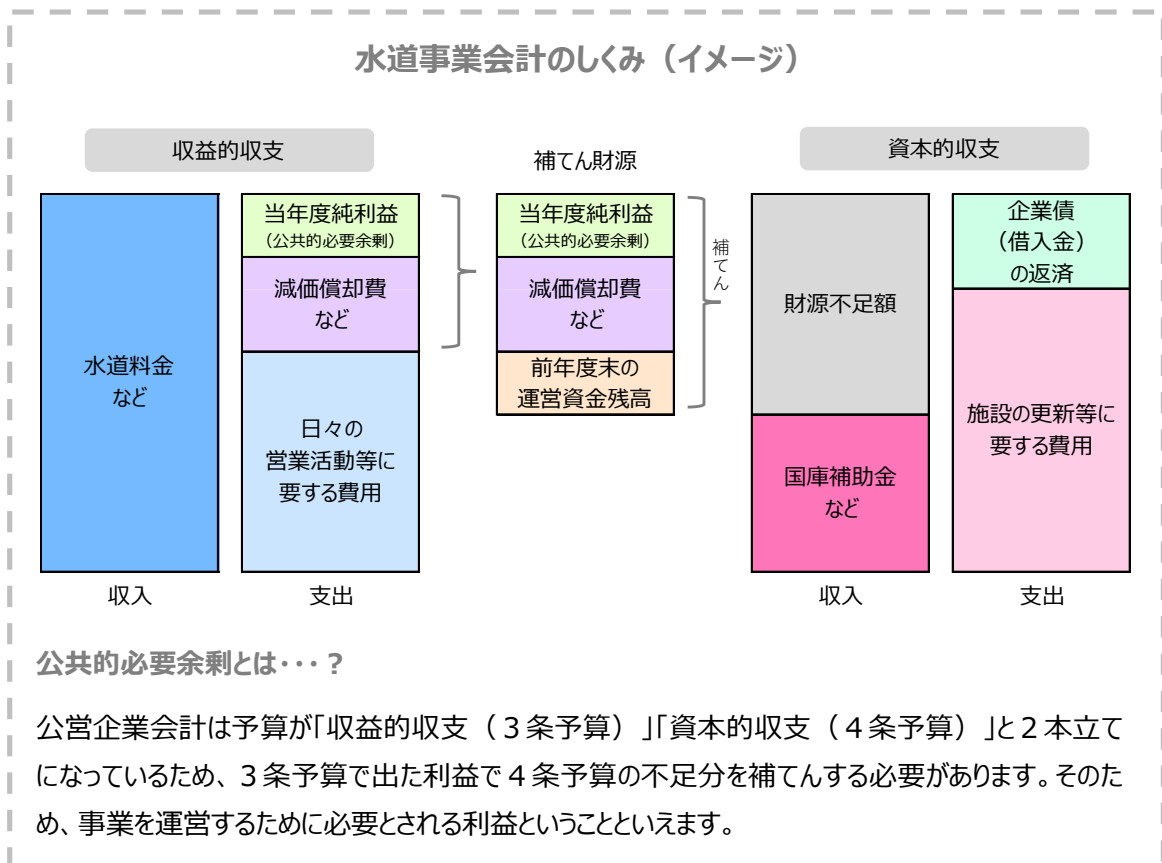 水道事業会計のしくみ（イメージ）
収益的収支
補てん財源
資本的収支
水道料金
など
収入
当年度純利益
（公共的必要余剰）
減価償却費
など
日々の
営業活動等に
要する費用
支出
当年度純利益
（公共的必要余剰）
減価償却費
など
前年度末の
運営資金残高
補てん
財源不足額
国庫補助金
など
収入
企業債
（借入金）
の返済
施設の更新等に
要する費用
支出
公共的必要余剰とは・・・？
公営企業会計は予算が「収益的収支（３条予算）」「資本的収支（４条予算）」と２本立て
になっているため、３条予算で出た利益で４条予算の不足分を補てんする必要があります。そのた
め、事業を運営するために必要とされる利益ということといえます。